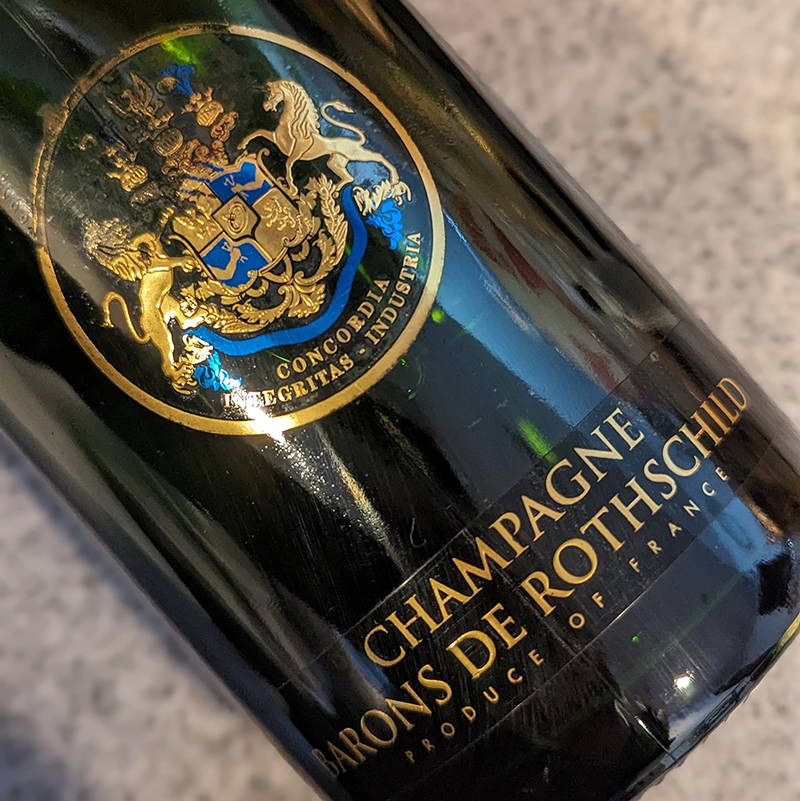 CONCORDIA
INTEGRITAS - INDUSTRIA
CHAMPAGNE
BARONS DE ROTHSCHILD
PRODUCE OF FRANCE